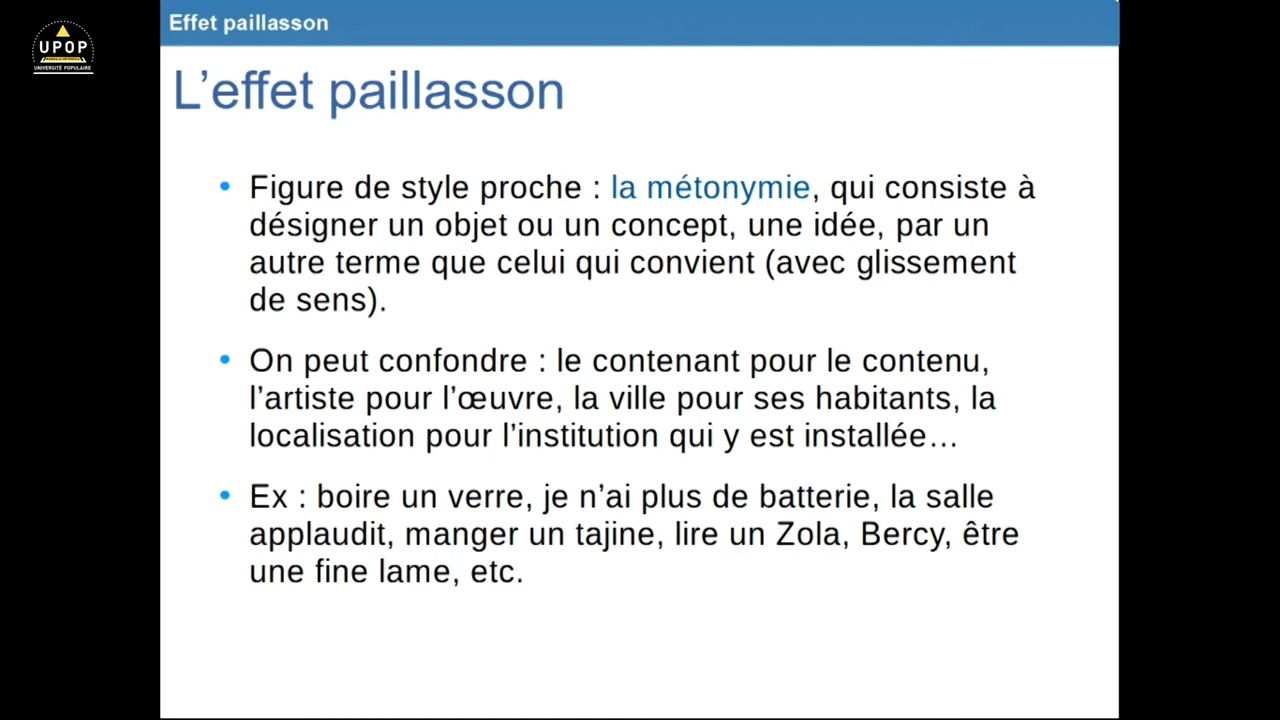 Effet paillasson
UPOP
UNIVERSITÉ POPULAIRE
L’effet paillasson
• Figure de style proche : la métonymie, qui consiste à
désigner un objet ou un concept, une idée, par un
autre terme que celui qui convient (avec glissement
de sens).
• On peut confondre : le contenant pour le contenu,
l’artiste pour l’œuvre, la ville pour ses habitants, la
localisation pour l’institution qui y est installée…
• Ex : boire un verre, je n’ai plus de batterie, la salle
applaudit, manger un tajine, lire un Zola, Bercy, être
une fine lame, etc.